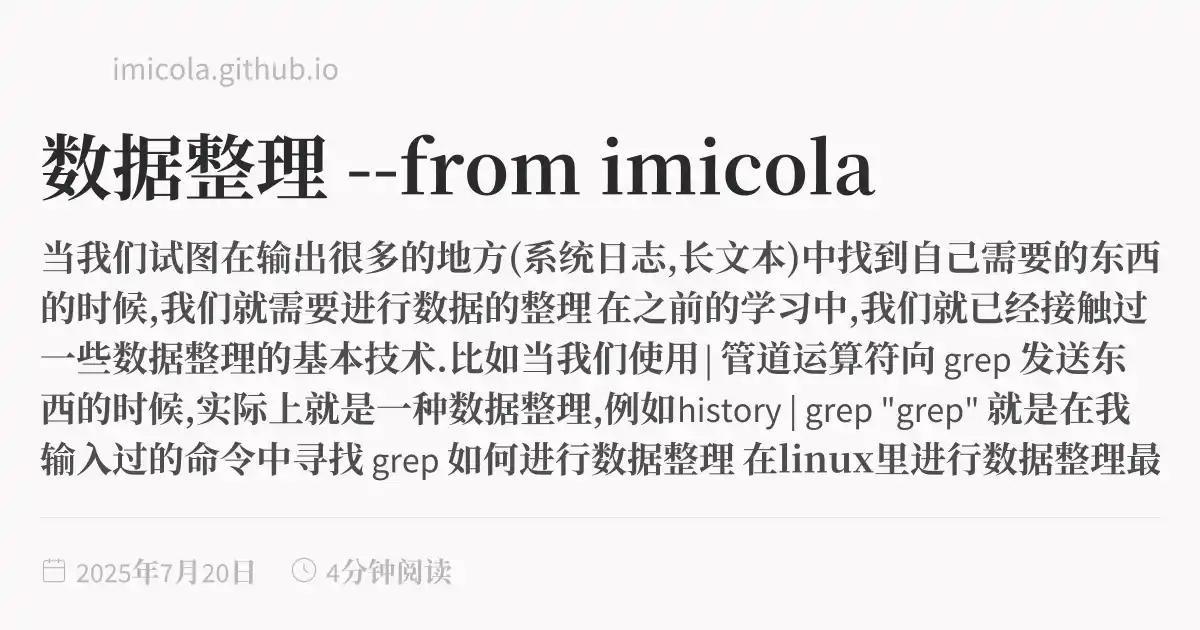 imicola.github.io
数据整理 --from imicola
当我们试图在输出很多的地方(系统日志,长文本)中找到自己需要的东西
的时候,我们就需要进行数据的整理 在之前的学习中,我们就已经接触过
一些数据整理的基本技术.比如当我们使用| 管道运算符向 grep 发送东
西的时候,实际上就是一种数据整理,例如history | grep "grep" 就是在我
输入过的命令中寻找 grep 如何进行数据整理 在linux里进行数据整理最
2025年7月20日 4分钟阅读